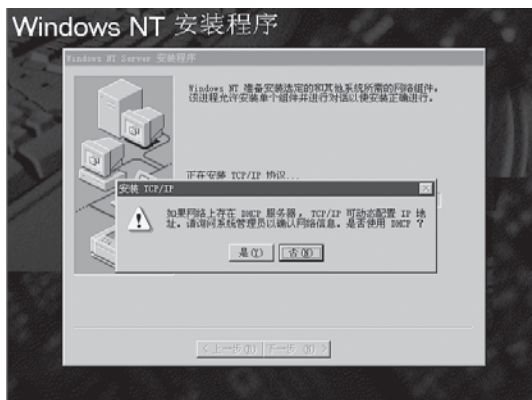 Windows NT 安装程序
Windows NT Server 安装程序
Windows NT 准备安装选定的和其他系统所需的网络组件。
该进程允许安装单个组件并进行对话以便安装正确进行。
正在安装 TCP/IP 协议...
安装 TCP/IP
如果网络上存在 DHCP 服务器，TCP/IP 可动态配置 IP 地
址。请询问系统管理员以确认网络信息。是否使用 DHCP ？
是(Y)
否(N)
< 上一步(B)
下一步 (N) >